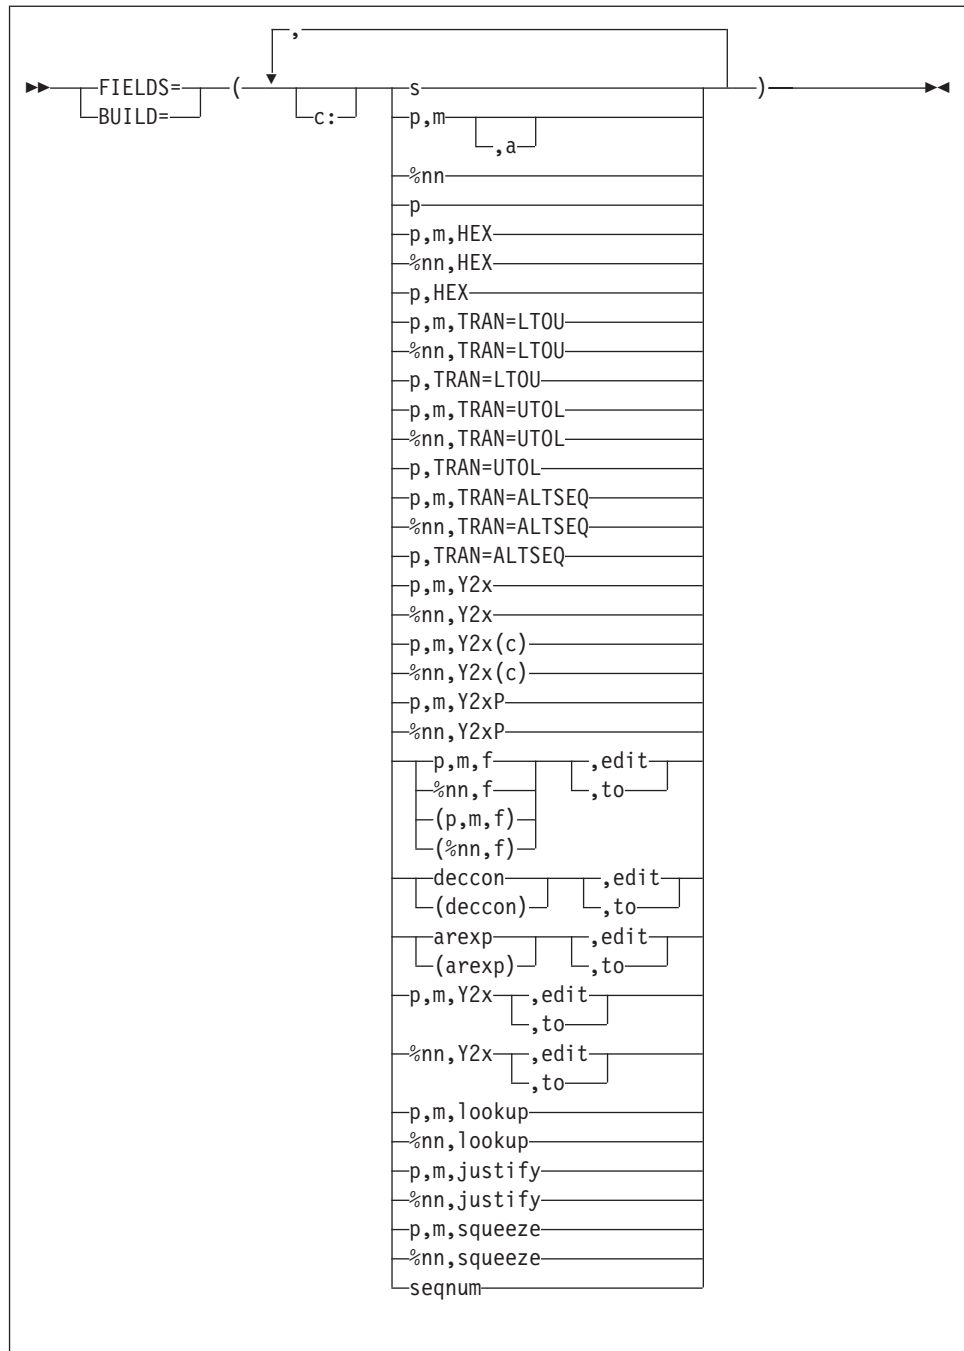 ,
FIELDS= ( s )
BUILD= c: p,m
,a
%nn
p
p,m,HEX
%nn,HEX
p,HEX
p,m,TRAN=LTOU
%nn,TRAN=LTOU
p,TRAN=LTOU
p,m,TRAN=UTOL
%nn,TRAN=UTOL
p,TRAN=UTOL
p,m,TRAN=ALTSEQ
%nn,TRAN=ALTSEQ
p,TRAN=ALTSEQ
p,m,Y2x
%nn,Y2x
p,m,Y2x(c)
%nn,Y2x(c)
p,m,Y2xP
%nn,Y2xP
p,m,f ,edit
%nn,f ,to
(p,m,f)
(%nn,f)
deccon ,edit
(deccon) ,to
arexp ,edit
(arexp) ,to
p,m,Y2x ,edit
,to
%nn,Y2x ,edit
,to
p,m,lookup
%nn,lookup
p,m,justify
%nn,justify
p,m,squeeze
%nn,squeeze
seqnum